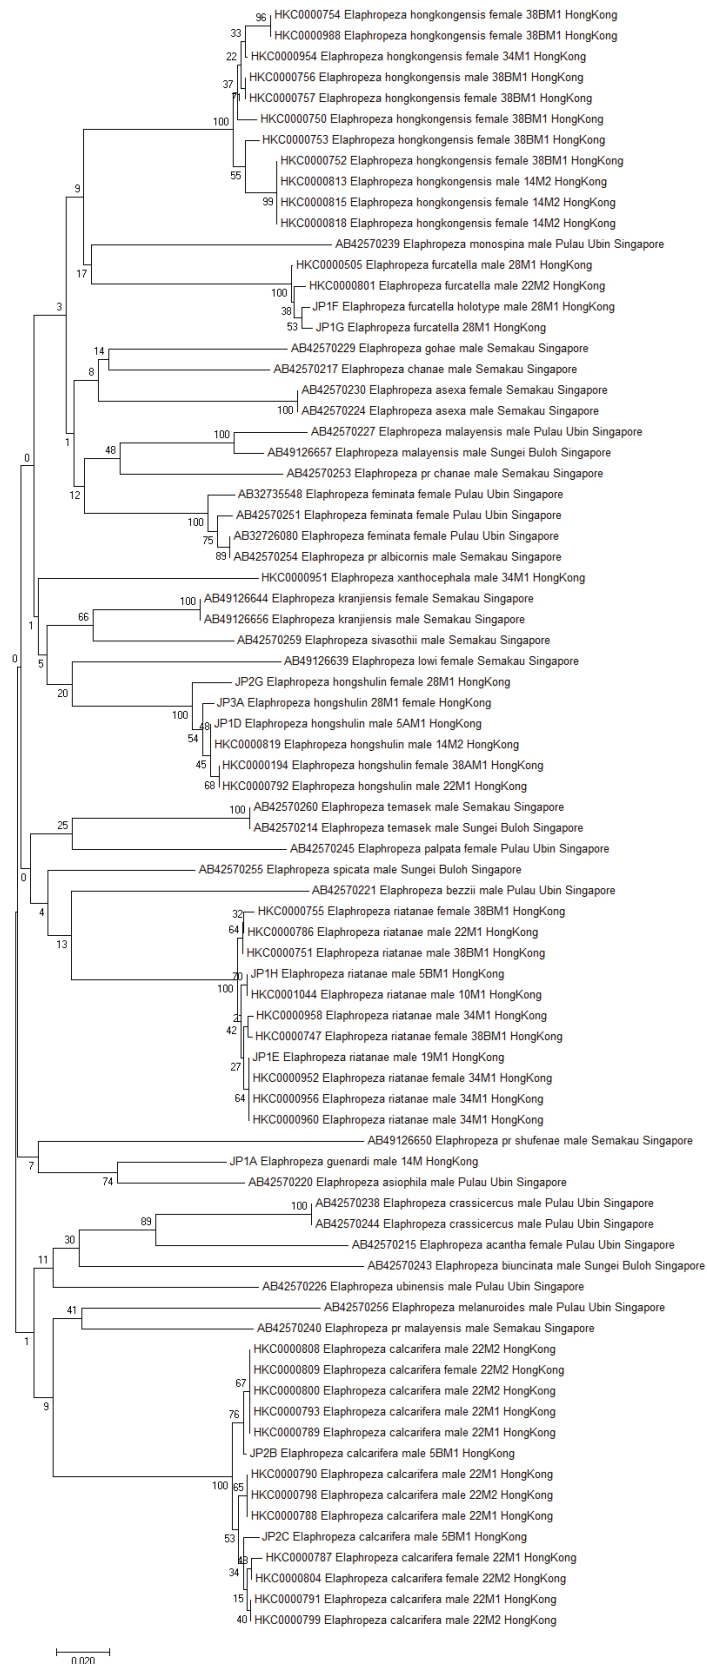 HKC0000754 Elaphropeza hongkongensis female 38BM1 HongKong
96
HKC0000988 Elaphropeza hongkongensis female 38BM1 HongKong
33
22
HKC0000954 Elaphropeza hongkongensis female 34M1 HongKong
HKC0000756 Elaphropeza hongkongensis male 38BM1 HongKong
37
71
HKC0000757 Elaphropeza hongkongensis female 38BM1 HongKong
HKC0000750 Elaphropeza hongkongensis female 38BM1 HongKong
100
HKC0000753 Elaphropeza hongkongensis female 38BM1 HongKong
HKC0000752 Elaphropeza hongkongensis female 38BM1 HongKong
55
HKC0000813 Elaphropeza hongkongensis male 14M2 HongKong
9
99
HKC0000815 Elaphropeza hongkongensis female 14M2 HongKong
HKC0000818 Elaphropeza hongkongensis female 14M2 HongKong
AB42570239 Elaphropeza monospina male Pulau Ubin Singapore
17
HKC0000505 Elaphropeza furcatella male 28M1 HongKong
HKC0000801 Elaphropeza furcatella male 22M2 HongKong
100
3
38
JP1F Elaphropeza furcatella holotype male 28M1 HongKong
53
JP1G Elaphropeza furcatella 28M1 HongKong
14
AB42570229 Elaphropeza gohae male Semakau Singapore
8
AB42570217 Elaphropeza chanae male Semakau Singapore
AB42570230 Elaphropeza asexa female Semakau Singapore
100
AB42570224 Elaphropeza asexa male Semakau Singapore
1
100
AB42570227 Elaphropeza malayensis male Pulau Ubin Singapore
48
AB49126657 Elaphropeza malayensis male Sungei Buloh Singapore
0
AB42570253 Elaphropeza pr chanae male Semakau Singapore
12
AB32735548 Elaphropeza feminata female Pulau Ubin Singapore
100
AB42570251 Elaphropeza feminata female Pulau Ubin Singapore
75
AB32726080 Elaphropeza feminata female Pulau Ubin Singapore
89
AB42570254 Elaphropeza pr albicornis male Semakau Singapore
HKC0000951 Elaphropeza xanthocephala male 34M1 HongKong
100
AB49126644 Elaphropeza kranjiensis female Semakau Singapore
1
66
AB49126656 Elaphropeza kranjiensis male Semakau Singapore
AB42570259 Elaphropeza sivasothii male Semakau Singapore
0
5
AB49126639 Elaphropeza lowi female Semakau Singapore
JP2G Elaphropeza hongshulin female 28M1 HongKong
20
JP3A Elaphropeza hongshulin 28M1 female HongKong
100
48
JP1D Elaphropeza hongshulin male 5AM1 HongKong
54
HKC0000819 Elaphropeza hongshulin male 14M2 HongKong
45
HKC0000194 Elaphropeza hongshulin female 38AM1 HongKong
68
HKC0000792 Elaphropeza hongshulin male 22M1 HongKong
100
AB42570260 Elaphropeza temasek male Semakau Singapore
25
AB42570214 Elaphropeza temasek male Sungei Buloh Singapore
AB42570245 Elaphropeza palpata female Pulau Ubin Singapore
0
AB42570255 Elaphropeza spicata male Sungei Buloh Singapore
AB42570221 Elaphropeza bezzii male Pulau Ubin Singapore
4
32
HKC0000755 Elaphropeza riatanae female 38BM1 HongKong
64
HKC0000786 Elaphropeza riatanae male 22M1 HongKong
13
HKC0000751 Elaphropeza riatanae male 38BM1 HongKong
70
JP1H Elaphropeza riatanae male 5BM1 HongKong
100
HKC0001044 Elaphropeza riatanae male 10M1 HongKong
HKC0000958 Elaphropeza riatanae male 34M1 HongKong
42
HKC0000747 Elaphropeza riatanae female 38BM1 HongKong
JP1E Elaphropeza riatanae male 19M1 HongKong
27
HKC0000952 Elaphropeza riatanae female 34M1 HongKong
64
HKC0000956 Elaphropeza riatanae male 34M1 HongKong
HKC0000960 Elaphropeza riatanae male 34M1 HongKong
AB49126650 Elaphropeza pr shufenae male Semakau Singapore
7
JP1A Elaphropeza guenardi male 14M HongKong
74
AB42570220 Elaphropeza asiophila male Pulau Ubin Singapore
100
AB42570238 Elaphropeza crassicercus male Pulau Ubin Singapore
89
AB42570244 Elaphropeza crassicercus male Pulau Ubin Singapore
30
AB42570215 Elaphropeza acantha female Pulau Ubin Singapore
11
AB42570243 Elaphropeza biuncinata male Sungei Buloh Singapore
AB42570226 Elaphropeza ubinensis male Pulau Ubin Singapore
41
AB42570256 Elaphropeza melanuroides male Pulau Ubin Singapore
1
AB42570240 Elaphropeza pr malayensis male Semakau Singapore
HKC0000808 Elaphropeza calcarifera male 22M2 HongKong
HKC0000809 Elaphropeza calcarifera female 22M2 HongKong
67
HKC0000800 Elaphropeza calcarifera male 22M2 HongKong
9
76
HKC0000793 Elaphropeza calcarifera male 22M1 HongKong
HKC0000789 Elaphropeza calcarifera male 22M1 HongKong
JP2B Elaphropeza calcarifera male 5BM1 HongKong
HKC0000790 Elaphropeza calcarifera male 22M1 HongKong
100
65
HKC0000798 Elaphropeza calcarifera male 22M2 HongKong
HKC0000788 Elaphropeza calcarifera male 22M1 HongKong
53
JP2C Elaphropeza calcarifera male 5BM1 HongKong
HKC0000787 Elaphropeza calcarifera female 22M1 HongKong
34
HKC0000804 Elaphropeza calcarifera female 22M2 HongKong
15
HKC0000791 Elaphropeza calcarifera male 22M1 HongKong
40
HKC0000799 Elaphropeza calcarifera male 22M2 HongKong
0.020